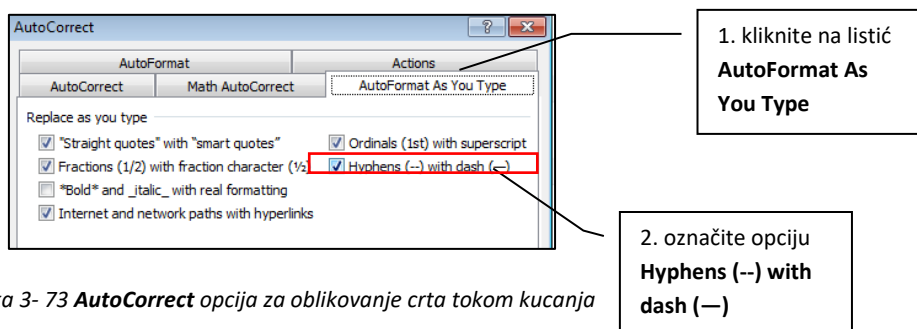 AutoCorrect
AutoFormat
Actions
AutoCorrect
Math AutoCorrect
AutoFormat As You Type
Replace as you type
"Straight quotes" with “smart quotes”
Ordinals (1st) with superscript
Fractions (1/2) with fraction character (½)
Hyphens (--) with dash (—)
*Bold* and _italic_ with real formatting
Internet and network paths with hyperlinks
1. kliknite na listić
AutoFormat As
You Type
2. označite opciju
Hyphens (--) with
dash (—)
3- 73 AutoCorrect opcija za oblikovanje crta tokom kucanja